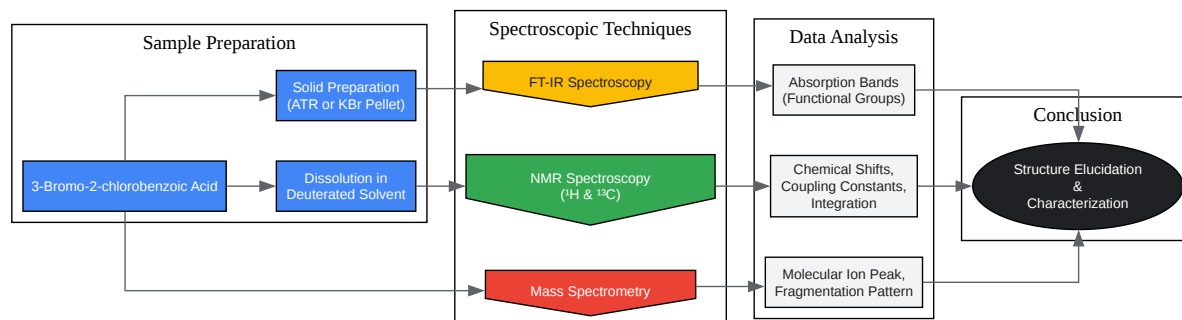 Sample Preparation
3-Bromo-2-chlorobenzoic Acid
Solid Preparation
(ATR or KBr Pellet)
Dissolution in
Deuterated Solvent
Spectroscopic Techniques
FT-IR Spectroscopy
NMR Spectroscopy
(¹H & ¹³C)
Mass Spectrometry
Data Analysis
Absorption Bands
(Functional Groups)
Chemical Shifts,
Coupling Constants,
Integration
Molecular Ion Peak,
Fragmentation Pattern
Conclusion
Structure Elucidation
&
Characterization